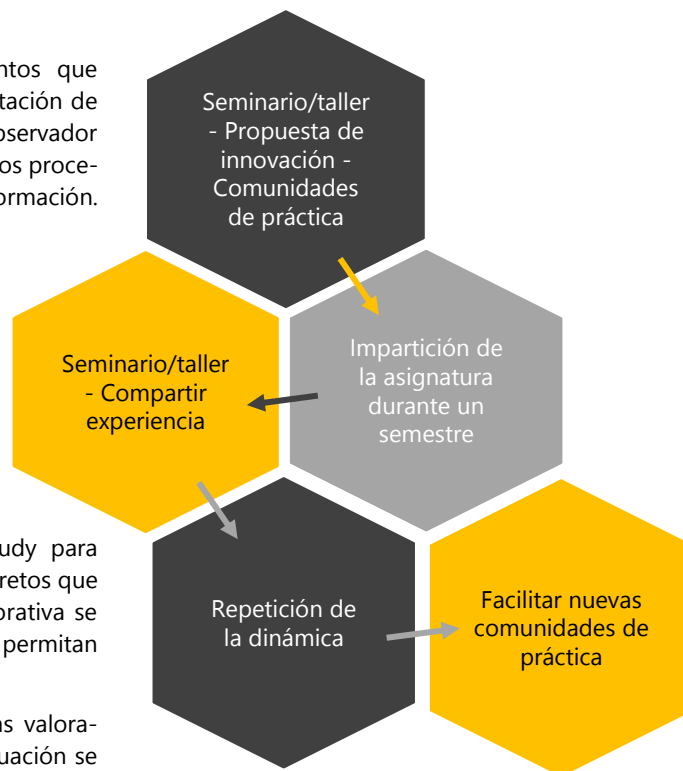 ntos que
tación de
bservador
os proce-
ormación.
Seminario/taller
- Propuesta de
innovación -
Comunidades
de práctica
Impartición de
la asignatura
durante un
semestre
Seminario/taller
- Compartir
experiencia
udy para
retos que
orativa se
permitan
Repetición de
la dinámica
Facilitar nuevas
comunidades de
práctica
as valora-
uación se